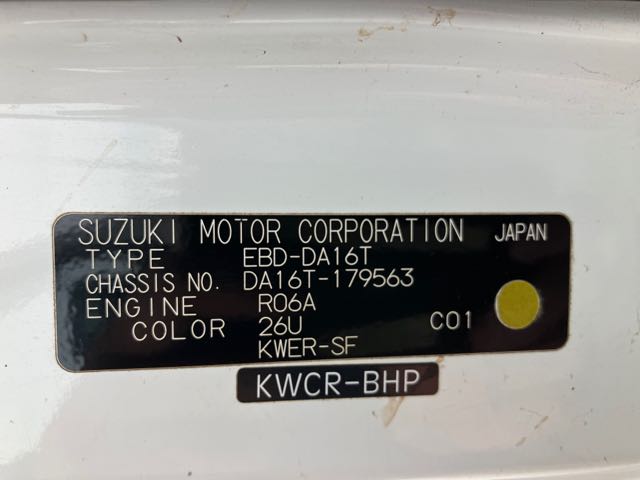 SUZUKI MOTOR CORPORATION JAPAN
TYPE EBD-DA16T
CHASSIS NO. DA16T-179563
ENGINE R06A
COLOR 26U C01
KWER-SF
KWCR-BHP